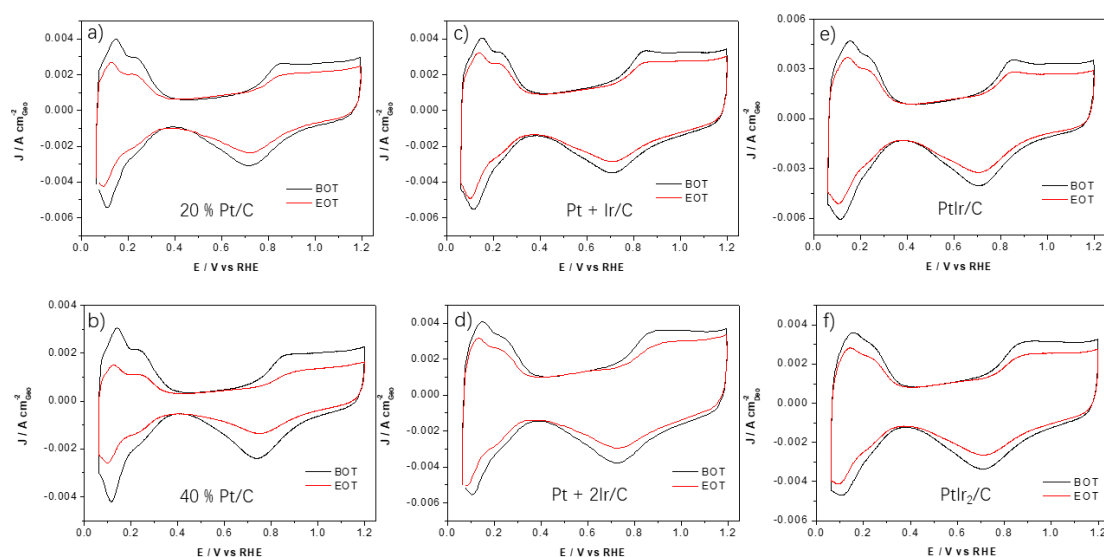 a)
0.004
0.002
0.000
-0.002
-0.004
-0.006
J / A cm⁻²Geo
BOT
EOT
20 % Pt/C
0.0 0.2 0.4 0.6 0.8 1.0 1.2
E / V vs RHE
c)
0.004
0.002
0.000
-0.002
-0.004
-0.006
J / A cm⁻²Geo
BOT
EOT
Pt + Ir/C
0.0 0.2 0.4 0.6 0.8 1.0 1.2
E / V vs RHE
e)
0.006
0.003
0.000
-0.003
-0.006
J / A cm⁻²Geo
BOT
EOT
PtIr/C
0.0 0.2 0.4 0.6 0.8 1.0 1.2
E / V vs RHE
b)
0.004
0.002
0.000
-0.002
-0.004
J / A cm⁻²Geo
BOT
EOT
40 % Pt/C
0.0 0.2 0.4 0.6 0.8 1.0 1.2
E / V vs RHE
d)
0.004
0.002
0.000
-0.002
-0.004
-0.006
J / A cm⁻²Geo
BOT
EOT
Pt + 2Ir/C
0.0 0.2 0.4 0.6 0.8 1.0 1.2
E / V vs RHE
f)
0.004
0.002
0.000
-0.002
-0.004
-0.006
J / A cm⁻²Deo
BOT
EOT
PtIr₂/C
0.0 0.2 0.4 0.6 0.8 1.0 1.2
E / V vs RHE